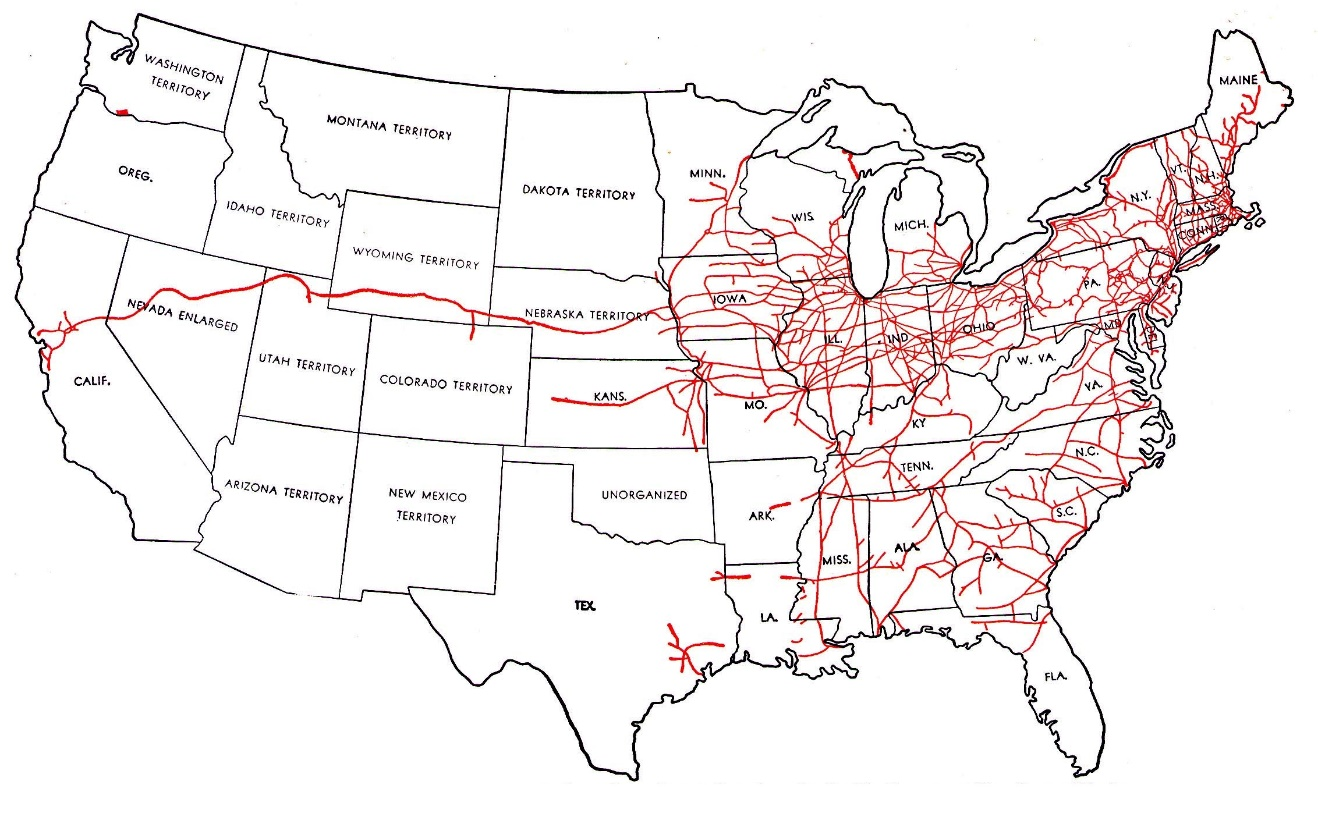 WASHINGTON
TERRITORY
MONTANA TERRITORY
OREG.
IDAHO TERRITORY
WYOMING TERRITORY
DAKOTA TERRITORY
MINN.
WIS.
MICH.
MAINE
VT.
N.H.
N.Y.
MASS.
CONN.
NEVADA ENLARGED
NEBRASKA TERRITORY
IOWA
PA.
UTAH TERRITORY
COLORADO TERRITORY
KANS.
MO.
ILL.
IND
OHIO
W. VA.
MD
VA.
CALIF.
KY
ARIZONA TERRITORY
NEW MEXICO
TERRITORY
UNORGANIZED
TENN.
N.C.
ARK.
S.C.
MISS.
ALA.
GA.
TEX.
LA.
FLA.